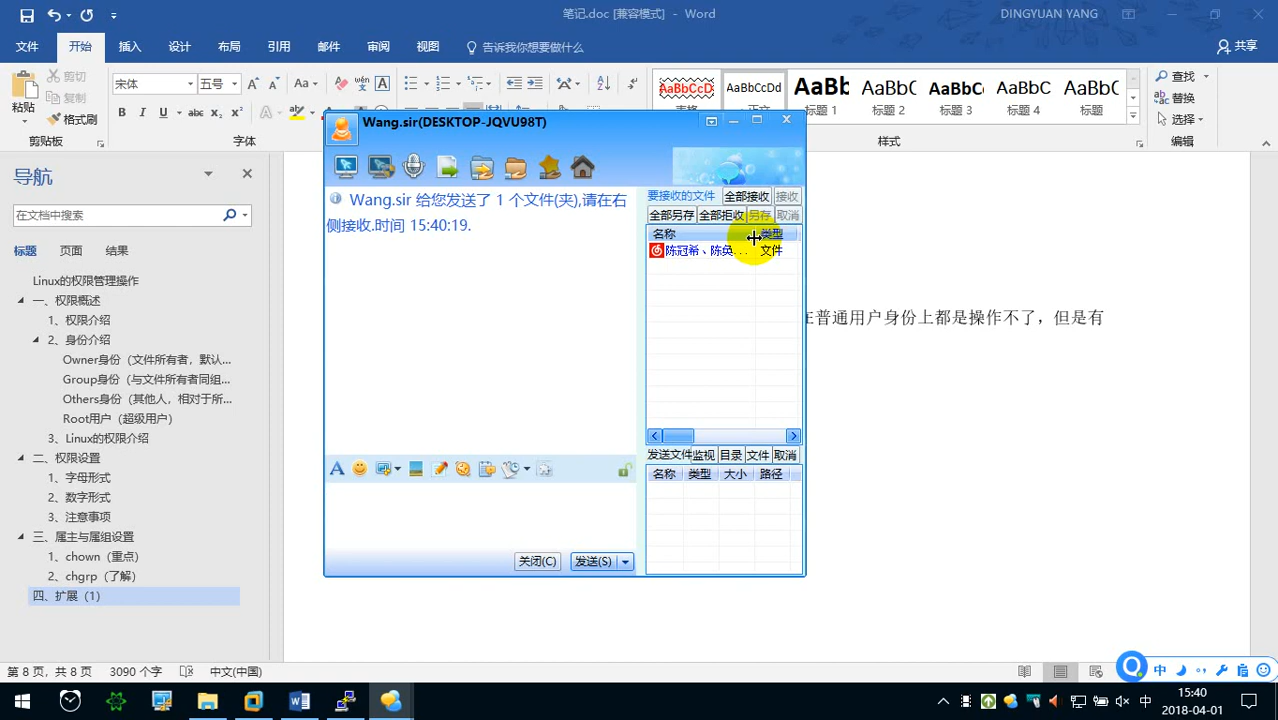 笔记.doc [兼容模式] - Word
DINGYUAN YANG
文件 开始 插入 设计 布局 引用 邮件 审阅 视图 告诉我你想要做什么 共享
粘贴 剪切 复制 格式刷
宋体 五号
AaBbCcD AaBbCcDd AaBb AaBbC AaBbC AaBbC AaBbCc
表格 正文 标题 1 标题 2 标题 3 标题 4
查找
替换
选择
剪贴板 字体 编辑
导航
在文档中搜索
标题 页面 结果
Linux的权限管理操作
一、权限概述
1、权限介绍
2、身份介绍
Owner身份（文件所有者，默认...
Group身份（与文件所有者同组...
Others身份（其他人，相对于所...
Root用户（超级用户）
3、Linux的权限介绍
二、权限设置
1、字母形式
2、数字形式
3、注意事项
三、属主与属组设置
1、chown（重点）
2、chgrp（了解）
四、扩展（1）
Wang.sir(DESKTOP-JQVU98T)
Wang.sir 给您发送了 1 个文件(夹),请在右
侧接收.时间 15:40:19.
要接收的文件 全部接收 接收
全部另存 全部拒收 另存 取消
名称 类型
陈冠希、陈奂... 文件
发送文件 监视 目录 文件 取消
名称 类型 大小 路径
关闭(C) 发送(S)
普通用户身份上都是操作不了，但是有
第 8 页，共 8 页 3090 个字 中文(中国)
中
中
15:40
2018-04-01